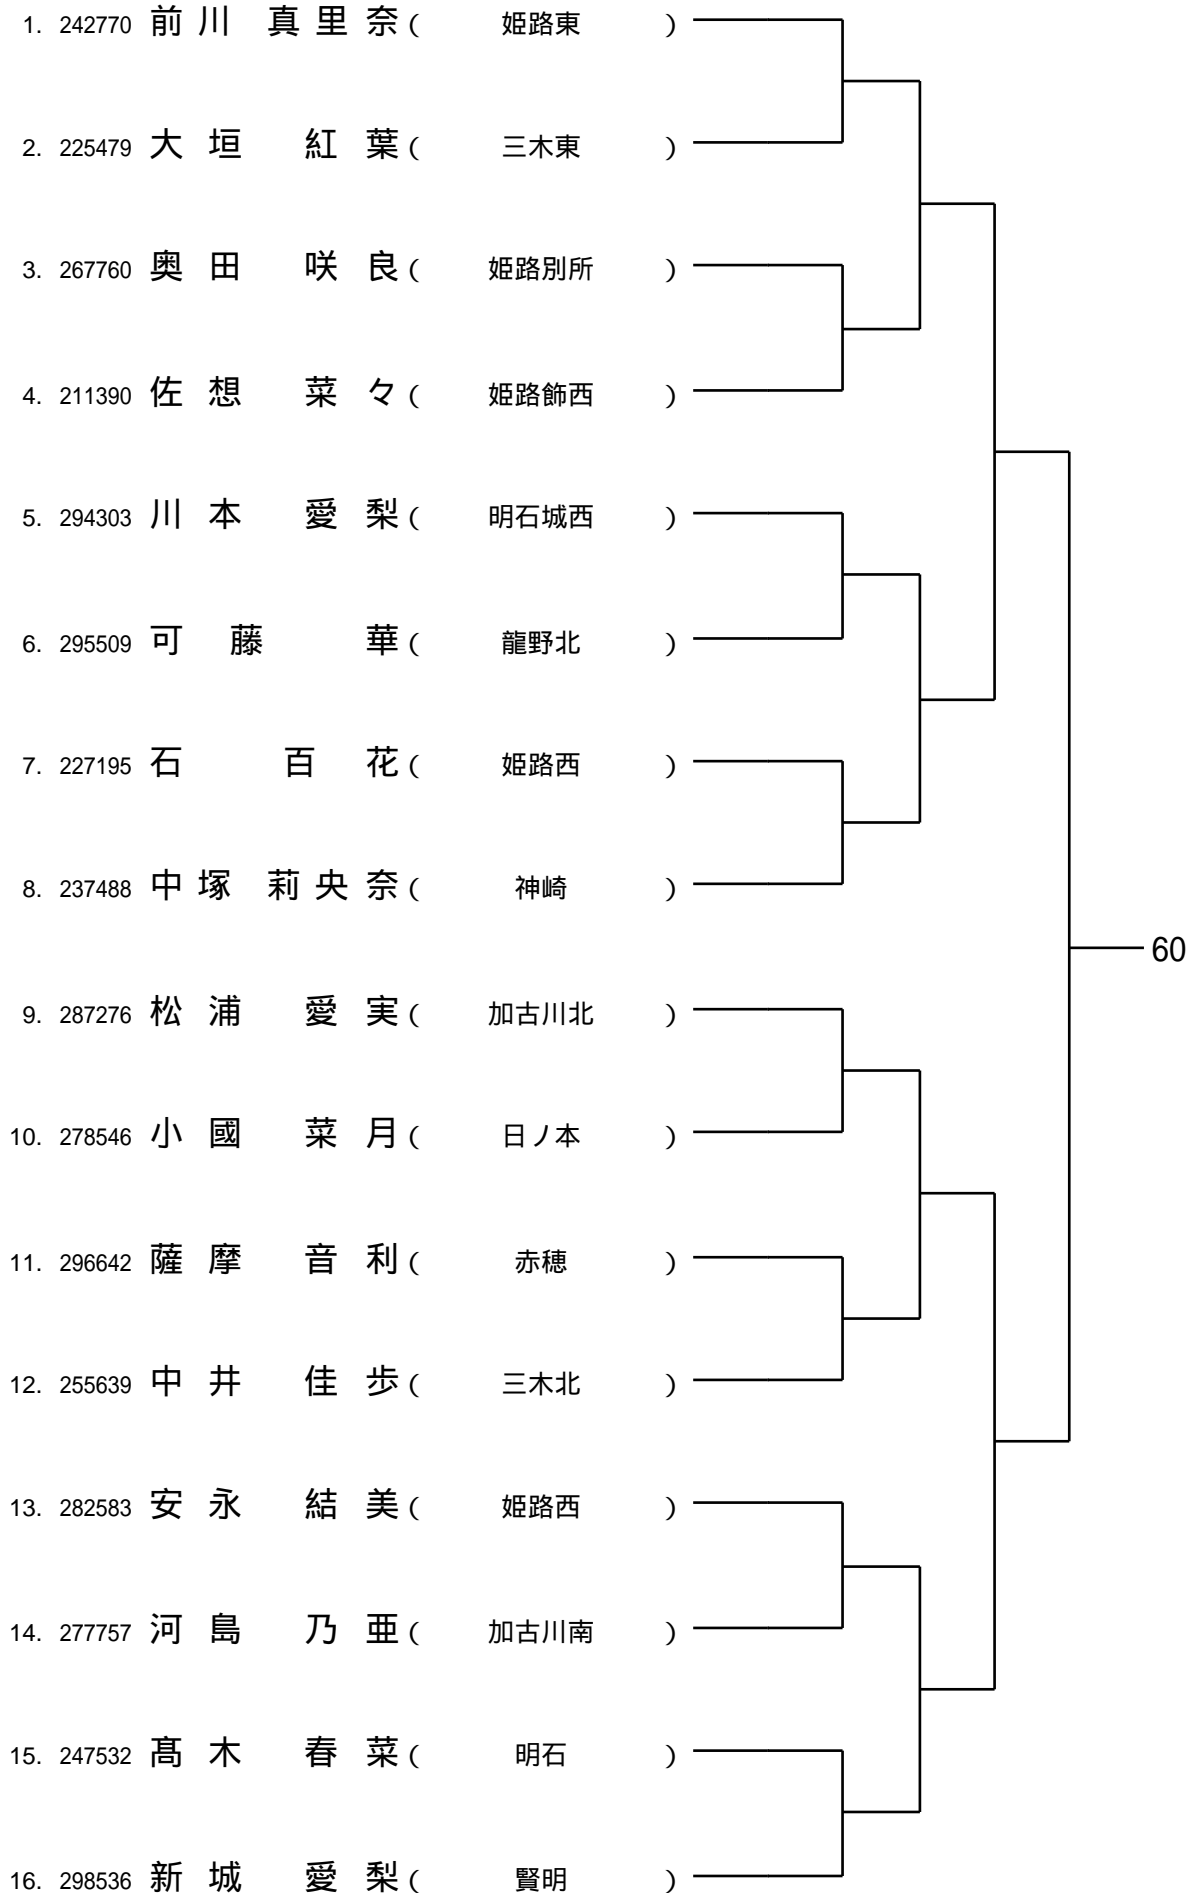 1. 242770 前川 真里奈( 姫路東 )
2. 225479 大垣 紅葉( 三木東 )
3. 267760 奥田 咲良( 姫路別所 )
4. 211390 佐想 菜々( 姫路飾西 )
5. 294303 川本 愛梨( 明石城西 )
6. 295509 可藤 華( 龍野北 )
7. 227195 石 百花( 姫路西 )
8. 237488 中塚 莉央奈( 神崎 )
60
9. 287276 松浦 愛実( 加古川北 )
10. 278546 小國 菜月( 日ノ本 )
11. 296642 薩摩 音利( 赤穂 )
12. 255639 中井 佳歩( 三木北 )
13. 282583 安永 結美( 姫路西 )
14. 277757 河島 乃亜( 加古川南 )
15. 247532 髙木 春菜( 明石 )
16. 298536 新城 愛梨( 賢明 )